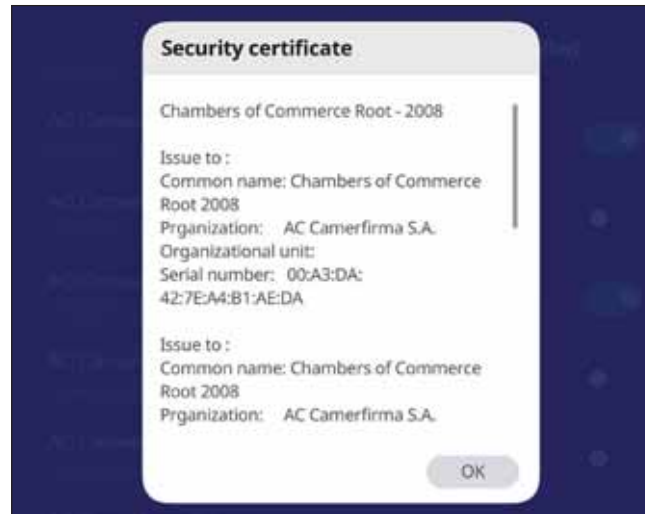 Security certificate
Chambers of Commerce Root - 2008
Issue to :
Common name: Chambers of Commerce
Root 2008
Prganization: AC Camerfirma S.A.
Organizational unit:
Serial number: 00:A3:DA:
42:7E:A4:B1:AE:DA
Issue to :
Common name: Chambers of Commerce
Root 2008
Prganization: AC Camerfirma S.A.
OK